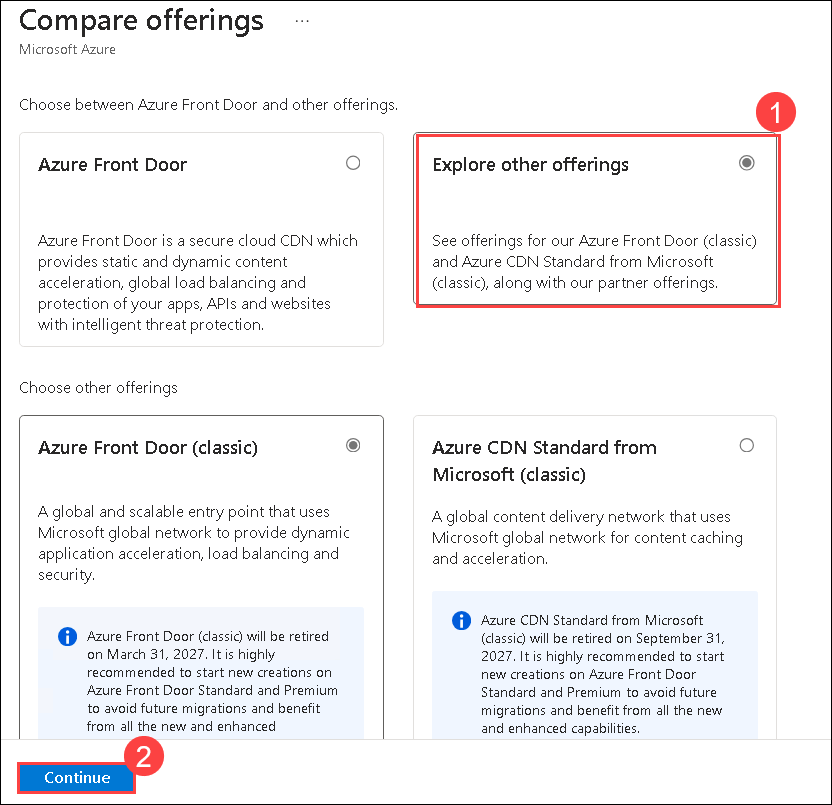 Compare offerings ...
Microsoft Azure
Choose between Azure Front Door and other offerings.
1
Azure Front Door
Azure Front Door is a secure cloud CDN which
provides static and dynamic content
acceleration, global load balancing and
protection of your apps, APIs and websites
with intelligent threat protection.
Explore other offerings
See offerings for our Azure Front Door (classic)
and Azure CDN Standard from Microsoft
(classic), along with our partner offerings.
Choose other offerings
Azure Front Door (classic)
A global and scalable entry point that uses
Microsoft global network to provide dynamic
application acceleration, load balancing and
security.
Azure Front Door (classic) will be retired
on March 31, 2027. It is highly
recommended to start new creations on
Azure Front Door Standard and Premium
to avoid future migrations and benefit
from all the new and enhanced
Azure CDN Standard from
Microsoft (classic)
A global content delivery network that uses
Microsoft global network for content caching
and acceleration.
Azure CDN Standard from Microsoft
(classic) will be retired on September 31,
2027. It is highly recommended to start
new creations on Azure Front Door
Standard and Premium to avoid future
migrations and benefit from all the new
and enhanced capabilities.
2
Continue